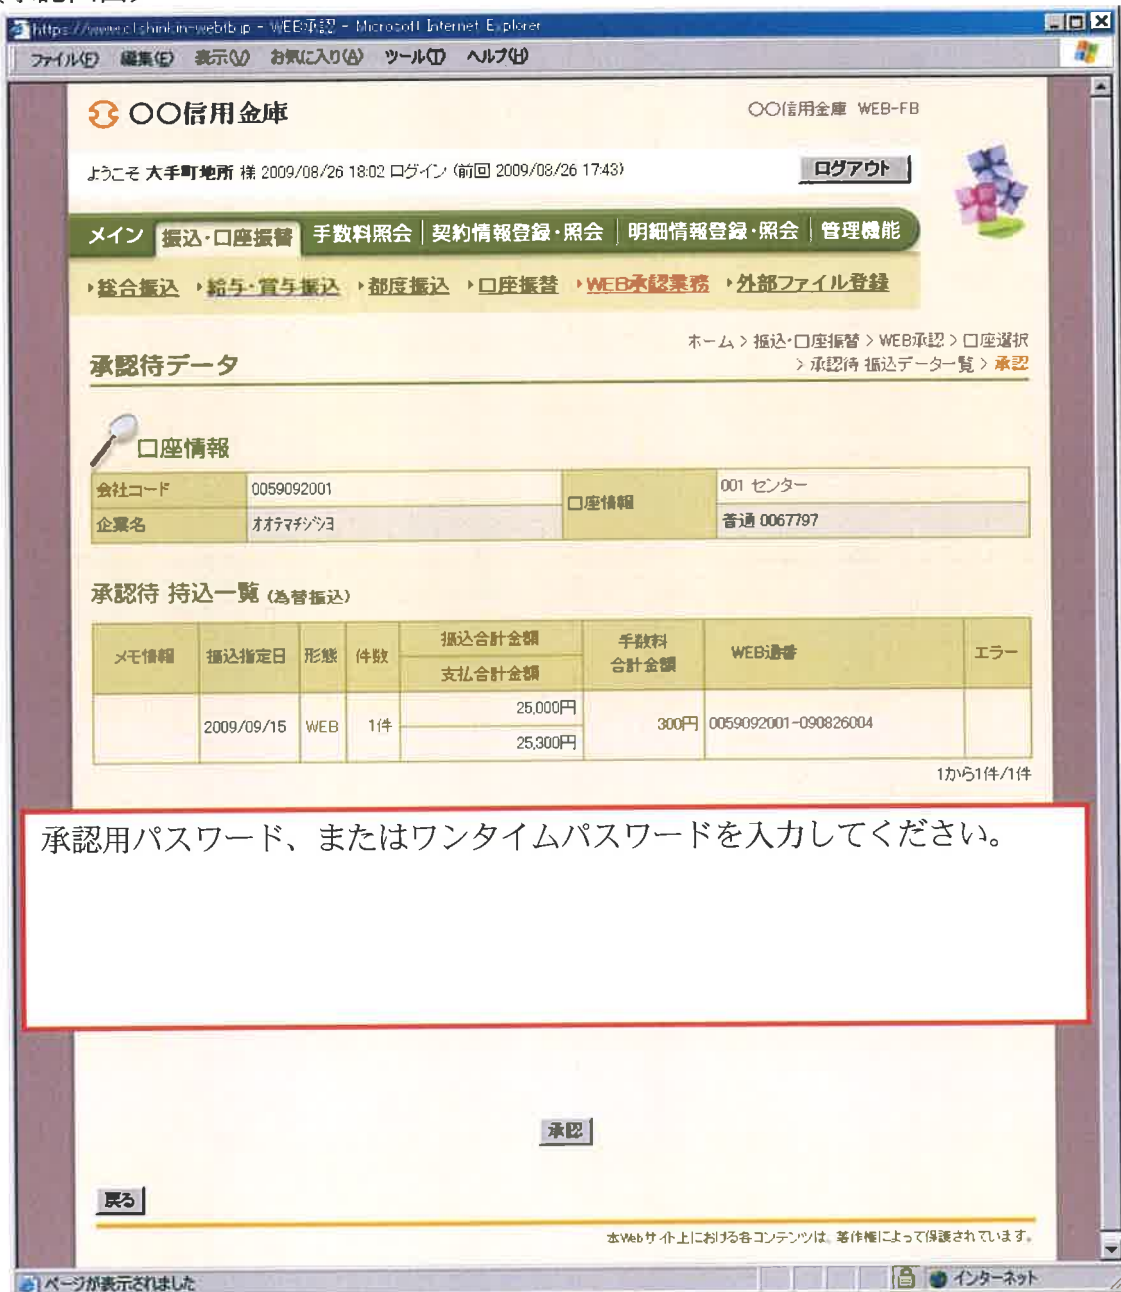 https://www.ct.shinkin-webfb.jp - WEB承認 - Microsoft Internet Explorer
ファイル(F) 編集(E) 表示(V) お気に入り(A) ツール(T) ヘルプ(H)
〇〇信用金庫
〇〇信用金庫 WEB-FB
ようこそ 大手町地所 様 2009/08/26 18:02 ログイン (前回 2009/08/26 17:43)
ログアウト
メイン 振込・口座振替 手数料照会 契約情報登録・照会 明細情報登録・照会 管理機能
総合振込 給与・賞与振込 都度振込 口座振替 WEB承認業務 外部ファイル登録
ホーム > 振込・口座振替 > WEB承認 > 口座選択
> 承認待 振込データ一覧 > 承認
承認待データ
口座情報
会社コード 0059092001 口座情報 001 センター
企業名 オオテマチジシヨ 普通 0067797
承認待 持込一覧 (為替振込)
メモ情報 振込指定日 形態 件数 振込合計金額 手数料 合計金額 WEB通番 エラー
支払合計金額
2009/09/15 WEB 1件 25,000円 300円 0059092001-090826004
25,300円
1から1件/1件
承認用パスワード、またはワンタイムパスワードを入力してください。
承認
戻る
本Webサイト上における各コンテンツは、著作権によって保護されています。
ページが表示されました
インターネット